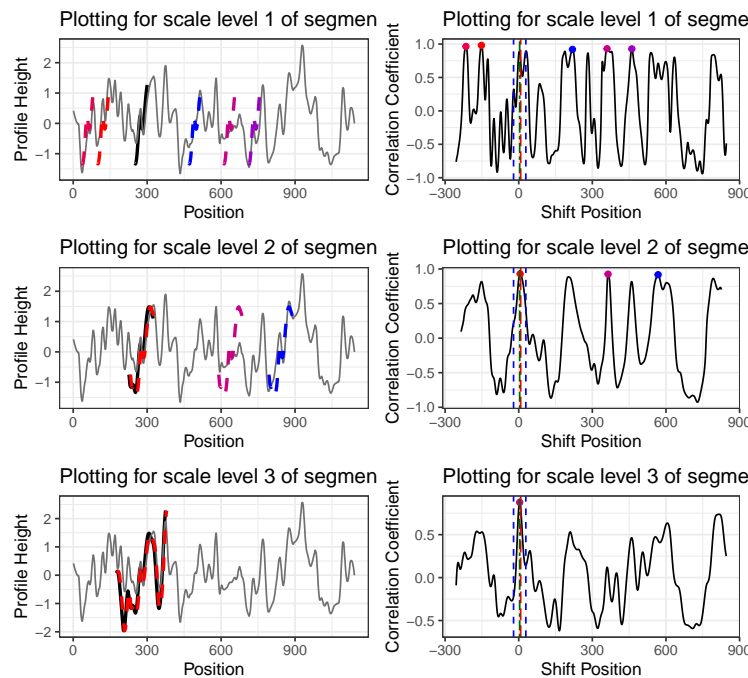 Plotting for scale level 1 of segmen
Profile Height
2
1
0
−1
0
300
600
900
Position
Plotting for scale level 1 of segme
Correlation Coefficient
1.0
0.5
0.0
−0.5
−1.0
−300
0
300
600
900
Shift Position
Plotting for scale level 2 of segmen
Profile Height
2
1
0
−1
0
300
600
900
Position
Plotting for scale level 2 of segme
Correlation Coefficient
1.0
0.5
0.0
−0.5
−1.0
−300
0
300
600
900
Shift Position
Plotting for scale level 3 of segmen
Profile Height
2
1
0
−1
−2
0
300
600
900
Position
Plotting for scale level 3 of segme
Correlation Coefficient
0.5
0.0
−0.5
−300
0
300
600
900
Shift Position